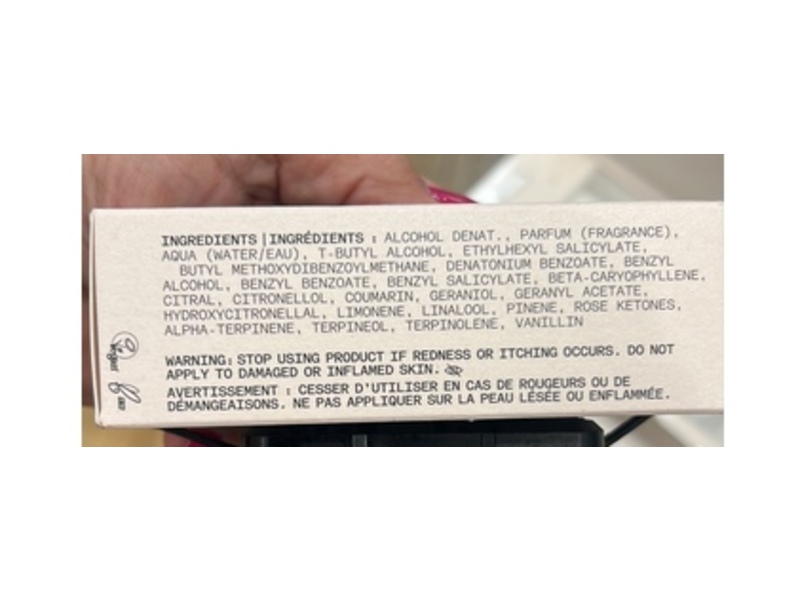 INGREDIENTS | INGRÉDIENTS : ALCOHOL DENAT., PARFUM (FRAGRANCE),
AQUA (WATER/EAU), T-BUTYL ALCOHOL, ETHYLHEXYL SALICYLATE,
BUTYL METHOXYDIBENZOYLMETHANE, DENATONIUM BENZOATE, BENZYL
ALCOHOL, BENZYL BENZOATE, BENZYL SALICYLATE, BETA-CARYOPHYLLENE,
CITRAL, CITRONELLOL, COUMARIN, GERANIOL, GERANYL ACETATE,
HYDROXYCITRONELLAL, LIMONENE, LINALOOL, PINENE, ROSE KETONES,
ALPHA-TERPINENE, TERPINEOL, TERPINOLENE, VANILLIN
WARNING: STOP USING PRODUCT IF REDNESS OR ITCHING OCCURS. DO NOT
APPLY TO DAMAGED OR INFLAMED SKIN.
AVERTISSEMENT : CESSER D'UTILISER EN CAS DE ROUGEURS OU DE
DÉMANGEAISONS. NE PAS APPLIQUER SUR LA PEAU LÉSÉE OU ENFLAMMÉE.
Vegan